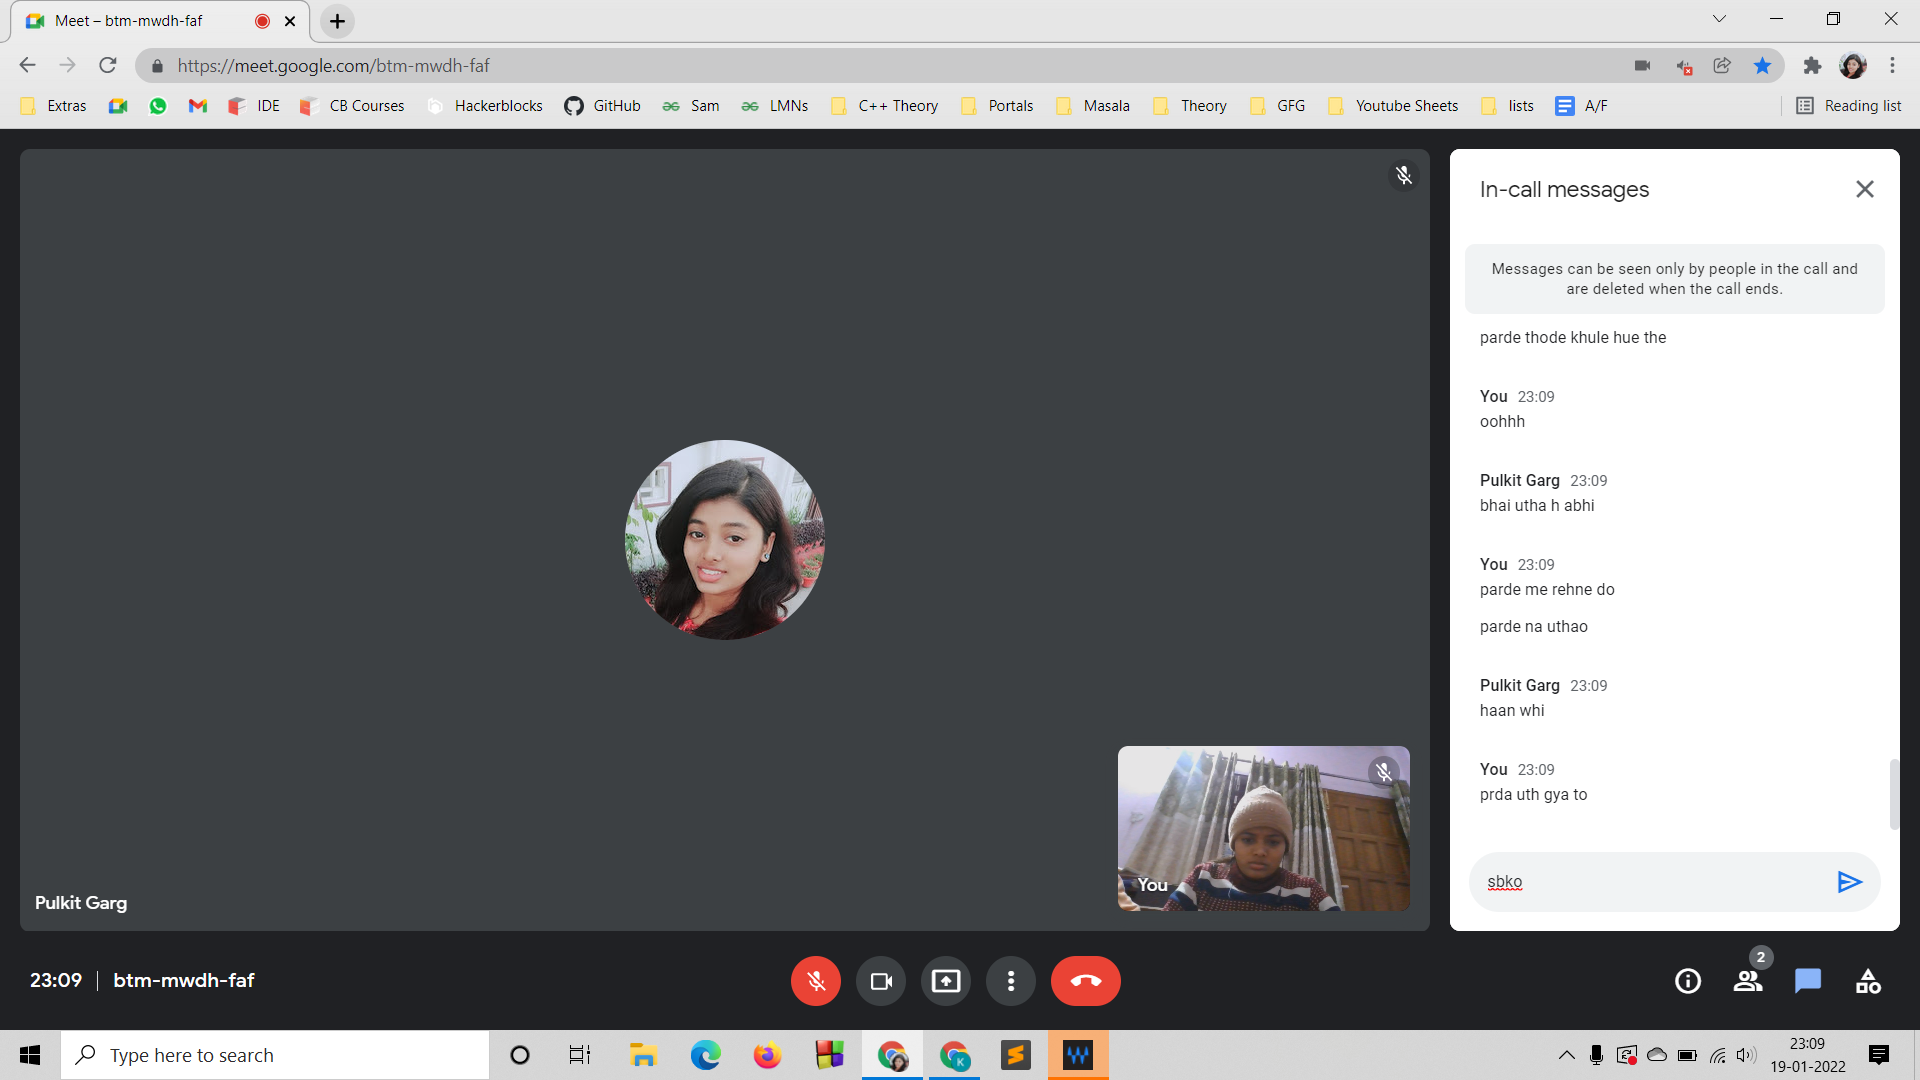 Meet – btm-mwdh-faf
https://meet.google.com/btm-mwdh-faf
Extras
IDE
CB Courses
Hackerblocks
GitHub
Sam
LMNs
C++ Theory
Portals
Masala
Theory
GFG
Youtube Sheets
lists
A/F
Reading list
In-call messages
Messages can be seen only by people in the call and
are deleted when the call ends.
parde thode khule hue the
You 23:09
oohhh
Pulkit Garg 23:09
bhai utha h abhi
You 23:09
parde me rehne do
parde na uthao
Pulkit Garg 23:09
haan whi
You 23:09
prda uth gya to
sbko
You
Pulkit Garg
23:09 | btm-mwdh-faf
2
Type here to search
K
23:09
19-01-2022